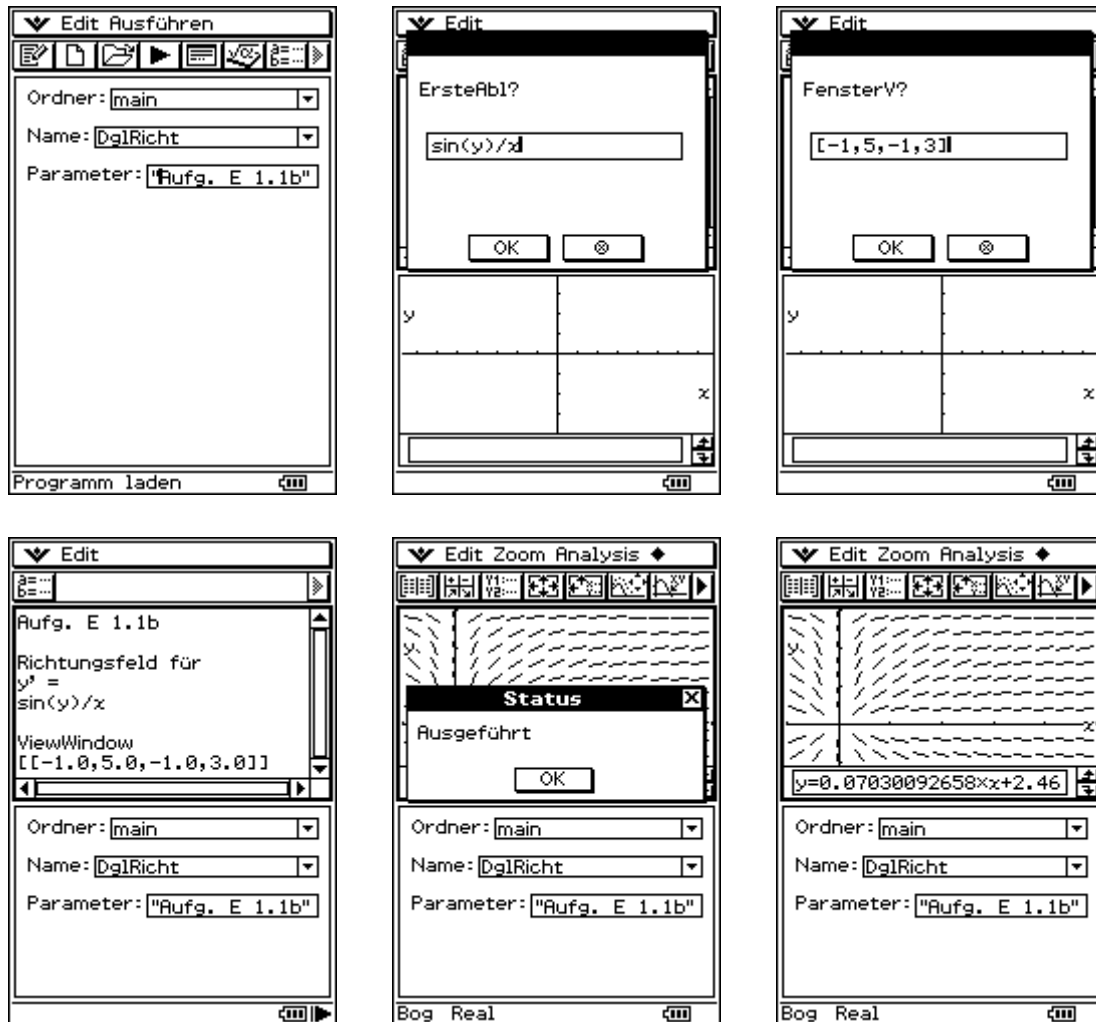 Edit Ausführen
Ordner: main
Name: DglRicht
Parameter: "Aufg. E 1.1b"
Programm laden
Edit
ErsteAbl?
sin(y)/x
OK
y
x
Edit
FensterV?
[-1,5,-1,3]
OK
y
x
Edit
Aufg. E 1.1b
Richtungsfeld für
y' =
sin(y)/x
ViewWindow
[[-1.0,5.0,-1.0,3.0]]
Ordner: main
Name: DglRicht
Parameter: "Aufg. E 1.1b"
Edit Zoom Analysis
y
Status
Ausgeführt
OK
Ordner: main
Name: DglRicht
Parameter: "Aufg. E 1.1b"
Bog Real
Edit Zoom Analysis
y
x
y=0.07030092658×x+2.46
Ordner: main
Name: DglRicht
Parameter: "Aufg. E 1.1b"
Bog Real